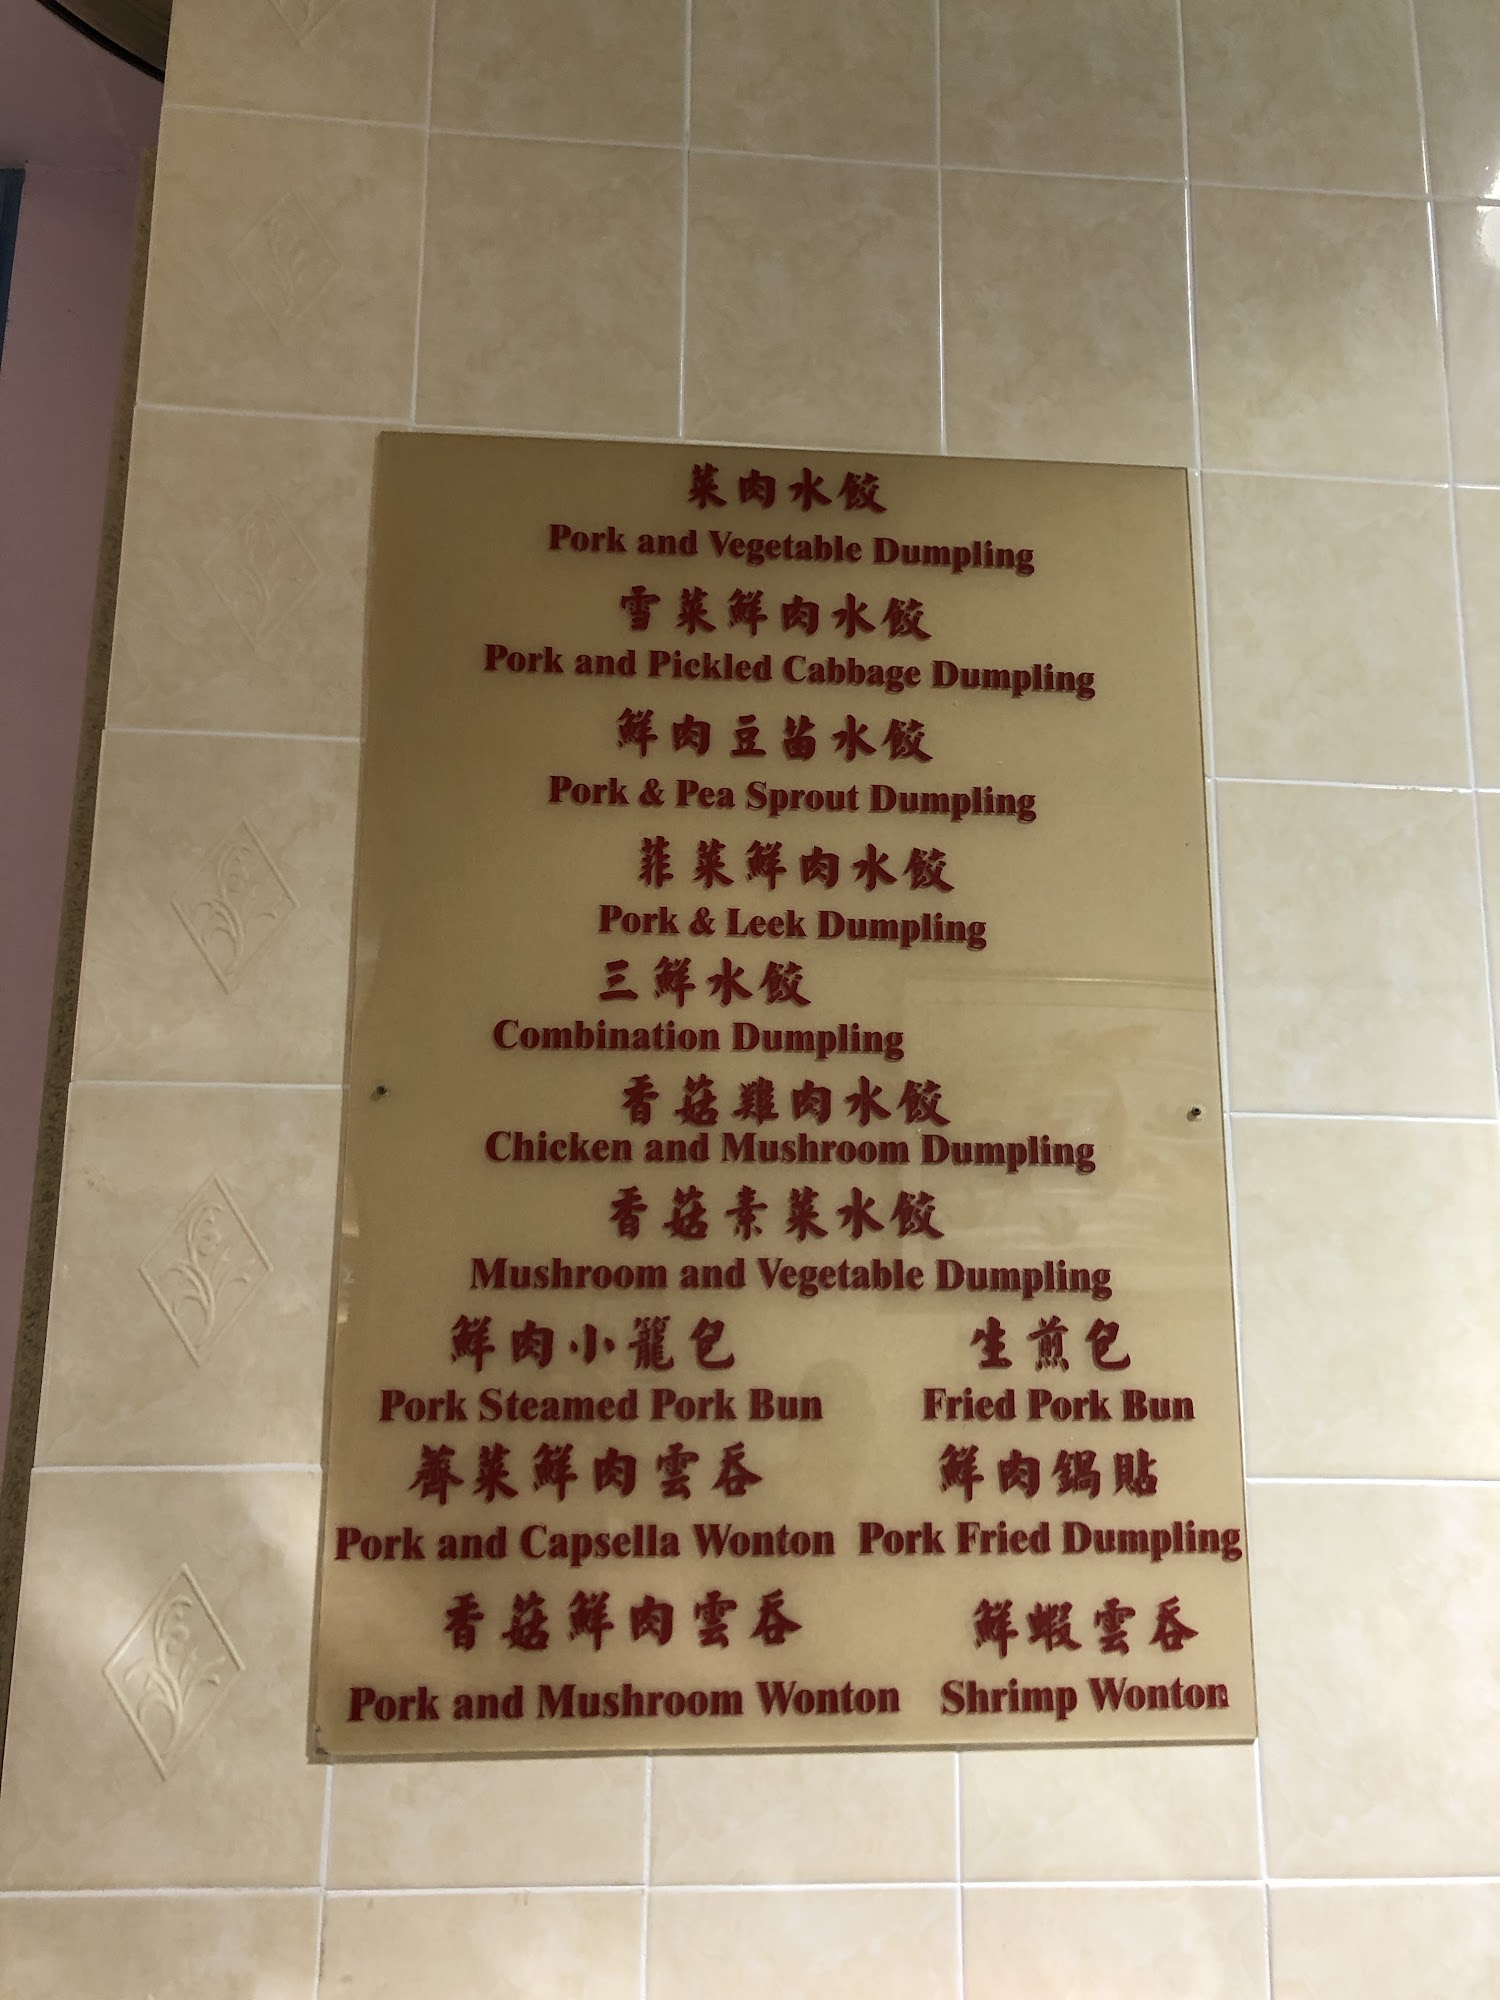 菜肉水餃
Pork and Vegetable Dumpling
雪菜鮮肉水餃
Pork and Pickled Cabbage Dumpling
鮮肉豆苗水餃
Pork & Pea Sprout Dumpling
菲菜鮮肉水餃
Pork & Leek Dumpling
三鮮水餃
Combination Dumpling
香菇雞肉水餃
Chicken and Mushroom Dumpling
香菇素菜水餃
Mushroom and Vegetable Dumpling
鮮肉小籠包 生煎包
Pork Steamed Pork Bun Fried Pork Bun
薺菜鮮肉雲吞 鮮肉鍋貼
Pork and Capsella Wonton Pork Fried Dumpling
香菇鮮肉雲吞 鮮蝦雲吞
Pork and Mushroom Wonton Shrimp Wonton